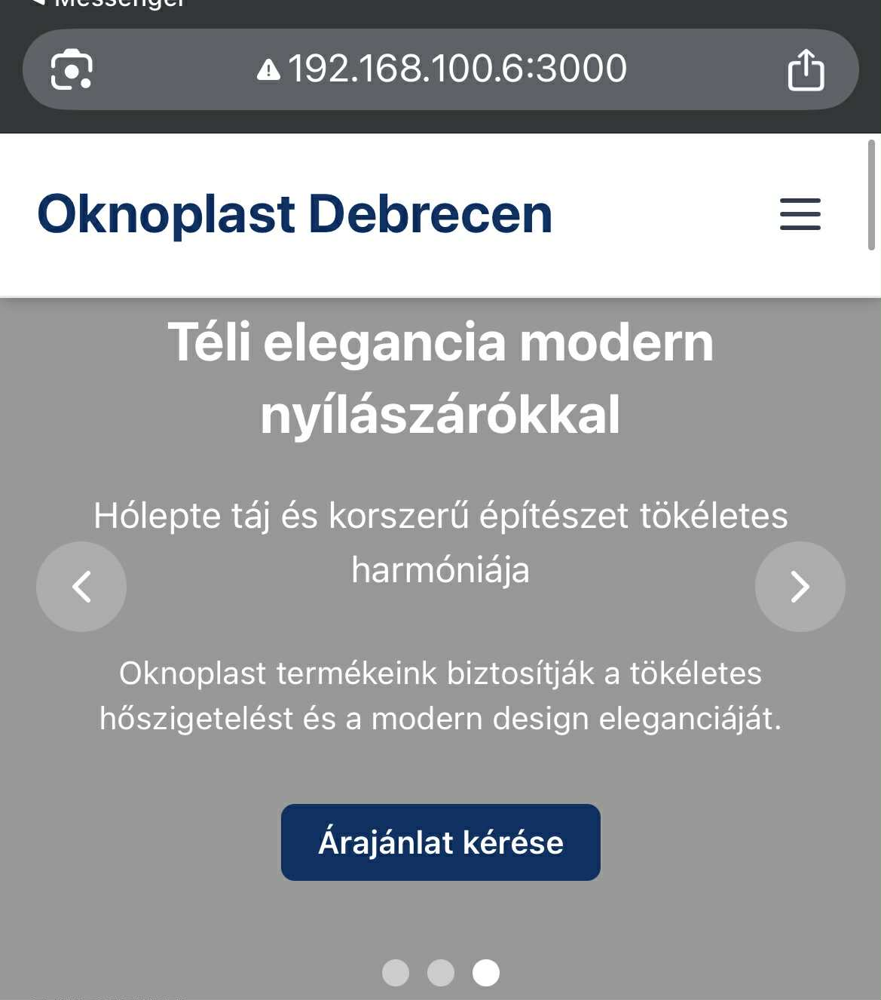 Messenger
192.168.100.6:3000
Oknoplast Debrecen
Téli elegancia modern
nyílászárókkal
Hólepte táj és korszerű építészet tökéletes
harmóniája
Oknoplast termékeink biztosítják a tökéletes
hőszigetelést és a modern design eleganciáját.
Árajánlat kérése